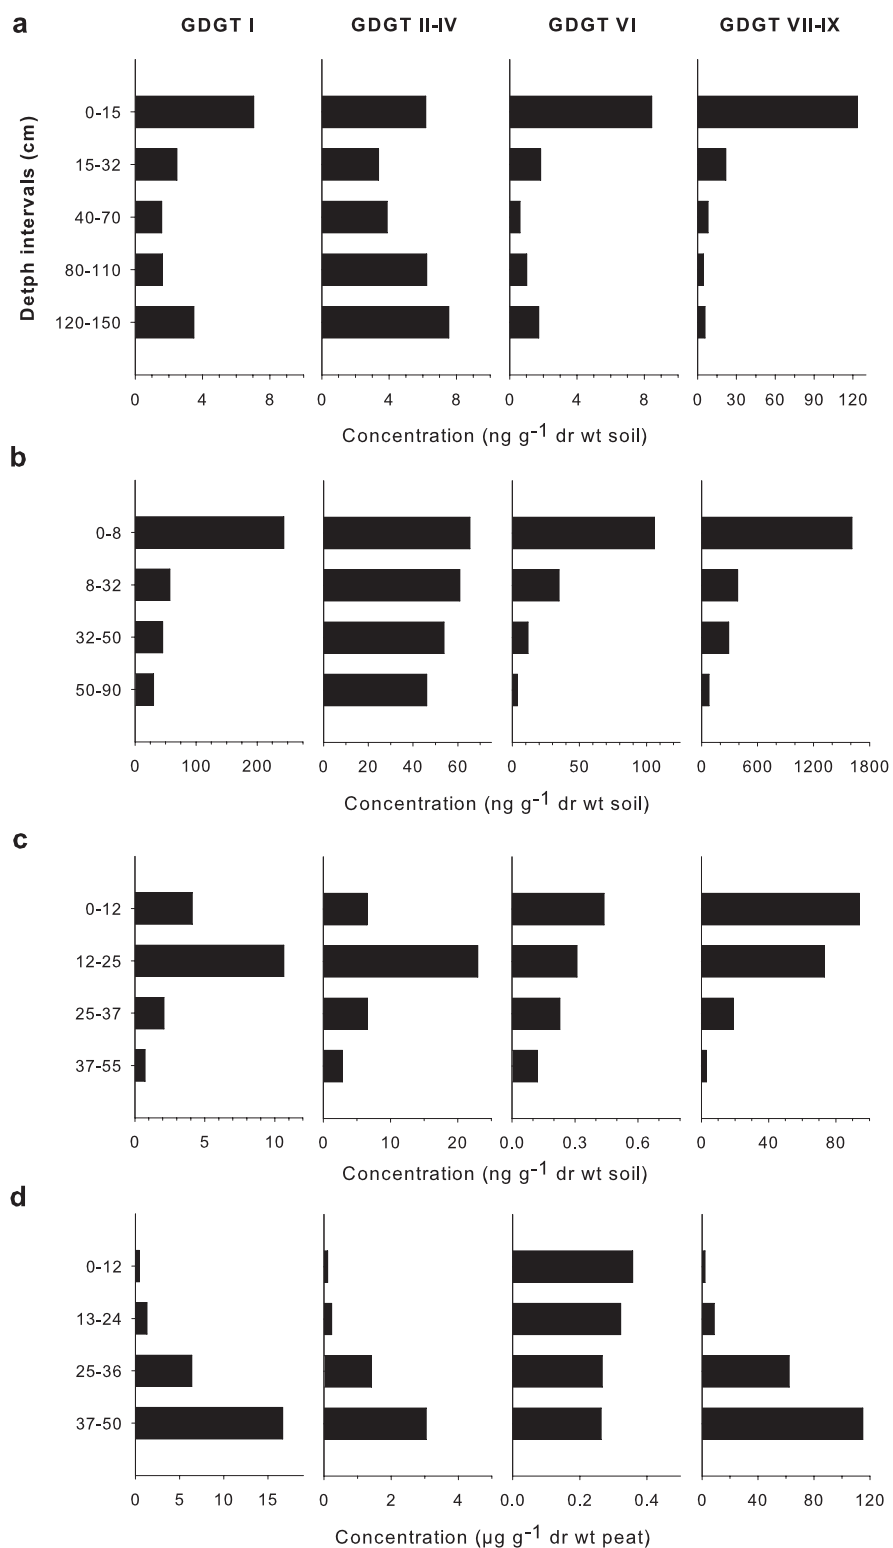 a GDGT I GDGT II-IV GDGT VI GDGT VII-IX
Detph intervals (cm)
0-15
15-32
40-70
80-110
120-150
0 4 8 0 4 8 0 4 8 0 30 60 90 120
Concentration (ng g-1 dr wt soil)
b
0-8
8-32
32-50
50-90
0 100 200 0 20 40 60 0 50 100 0 600 1200 1800
Concentration (ng g-1 dr wt soil)
c
0-12
12-25
25-37
37-55
0 5 10 0 10 20 0.0 0.3 0.6 0 40 80
Concentration (ng g-1 dr wt soil)
d
0-12
13-24
25-36
37-50
0 5 10 15 0 2 4 0.0 0.2 0.4 0 40 80 120
Concentration (µg g-1 dr wt peat)